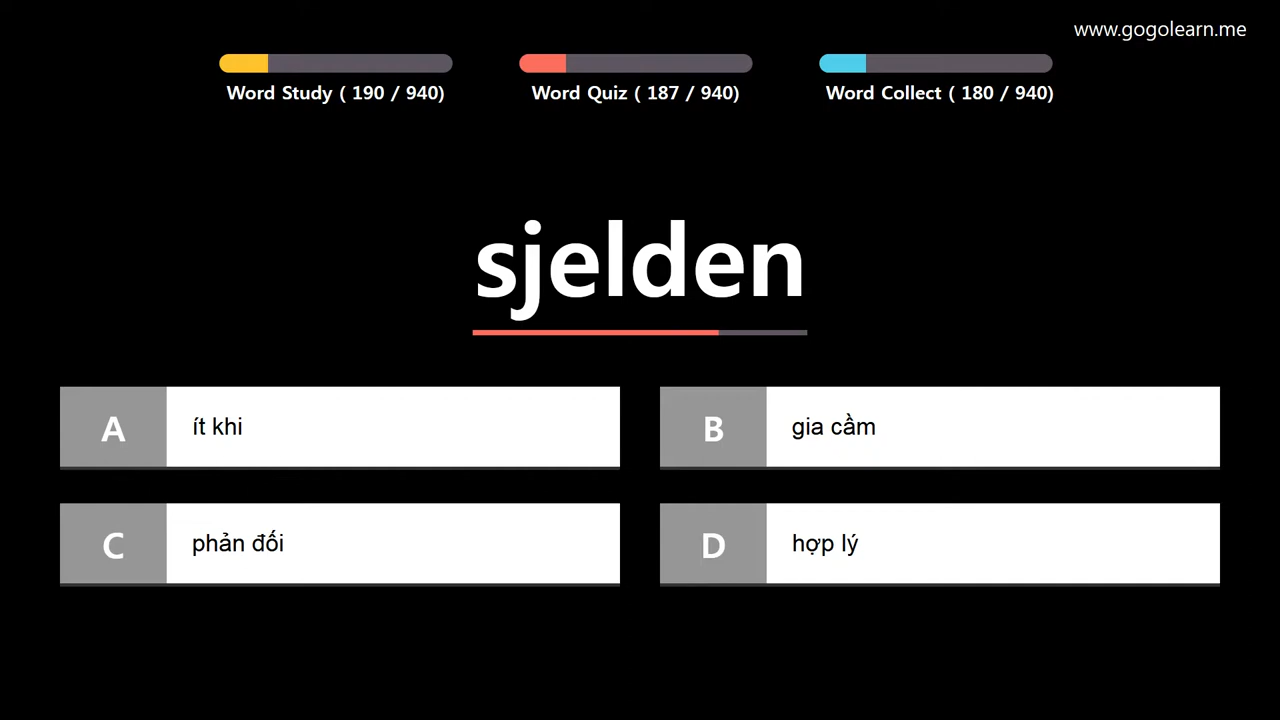 www.gogolearn.me
Word Study ( 190 / 940)
Word Quiz ( 187 / 940)
Word Collect ( 180 / 940)
sjelden
A ít khi
B gia cầm
C phản đối
D hợp lý